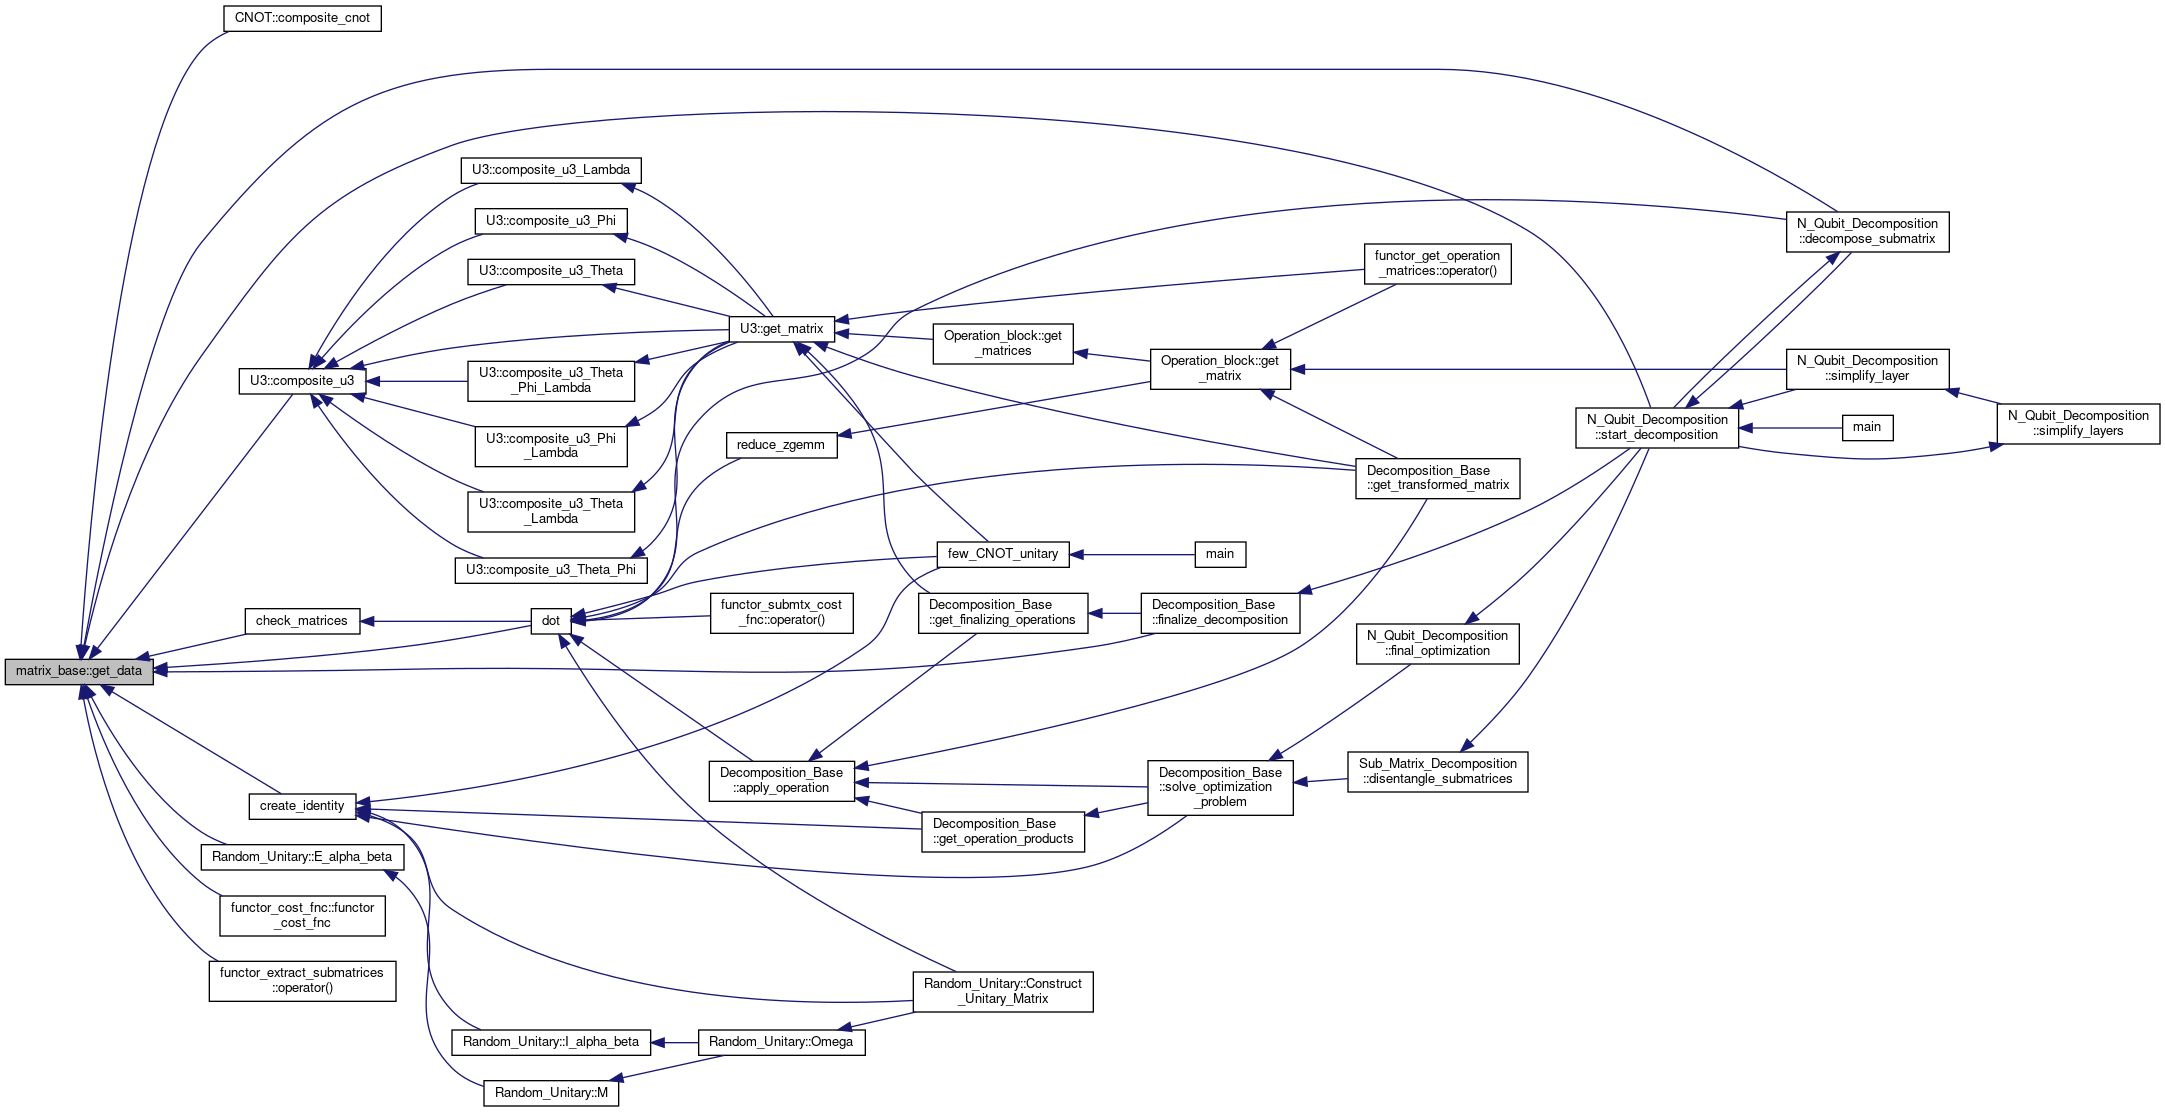 CNOT::composite_cnot
U3::composite_u3_Lambda
U3::composite_u3_Phi
N_Qubit_Decomposition
::decompose_submatrix
functor_get_operation
_matrices::operator()
U3::composite_u3_Theta
U3::get_matrix
Operation_block::get
_matrices
Operation_block::get
_matrix
N_Qubit_Decomposition
::simplify_layer
U3::composite_u3
U3::composite_u3_Theta
_Phi_Lambda
N_Qubit_Decomposition
::start_decomposition
main
N_Qubit_Decomposition
::simplify_layers
U3::composite_u3_Phi
_Lambda
reduce_zgemm
Decomposition_Base
::get_transformed_matrix
U3::composite_u3_Theta
_Lambda
few_CNOT_unitary
main
U3::composite_u3_Theta_Phi
check_matrices
dot
functor_submtx_cost
_fnc::operator()
Decomposition_Base
::get_finalizing_operations
Decomposition_Base
::finalize_decomposition
N_Qubit_Decomposition
::final_optimization
matrix_base::get_data
Decomposition_Base
::apply_operation
Decomposition_Base
::solve_optimization
_problem
Sub_Matrix_Decomposition
::disentangle_submatrices
create_identity
Decomposition_Base
::get_operation_products
Random_Unitary::E_alpha_beta
functor_cost_fnc::functor
_cost_fnc
functor_extract_submatrices
::operator()
Random_Unitary::Construct
_Unitary_Matrix
Random_Unitary::I_alpha_beta
Random_Unitary::Omega
Random_Unitary::M